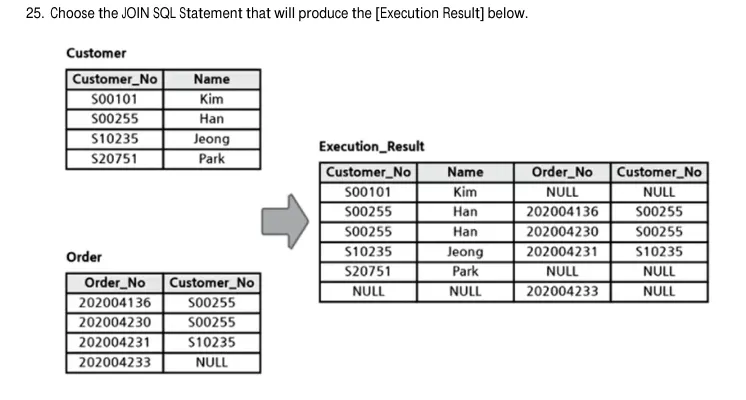 25. Choose the JOIN SQL Statement that will produce the [Execution Result] below.
Customer
Customer_No Name
S00101 Kim
S00255 Han
S10235 Jeong
S20751 Park
Order
Order_No Customer_No
202004136 S00255
202004230 S00255
202004231 S10235
202004233 NULL
Execution_Result
Customer_No Name Order_No Customer_No
S00101 Kim NULL NULL
S00255 Han 202004136 S00255
S00255 Han 202004230 S00255
S10235 Jeong 202004231 S10235
S20751 Park NULL NULL
NULL NULL 202004233 NULL